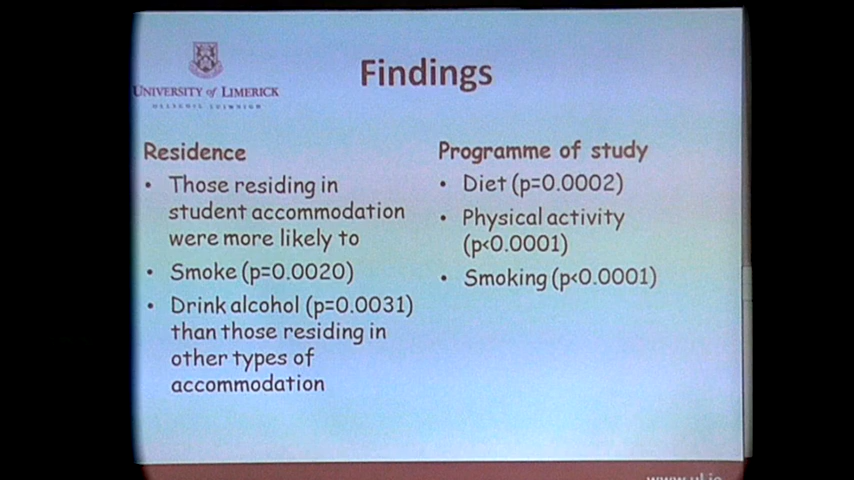 UNIVERSITY of LIMERICK
OLLSCOIL LUIMNIGH
Findings
Residence
• Those residing in
student accommodation
were more likely to
• Smoke (p=0.0020)
• Drink alcohol (p=0.0031)
than those residing in
other types of
accommodation
Programme of study
• Diet (p=0.0002)
• Physical activity
(p<0.0001)
• Smoking (p<0.0001)
www.ul.ie